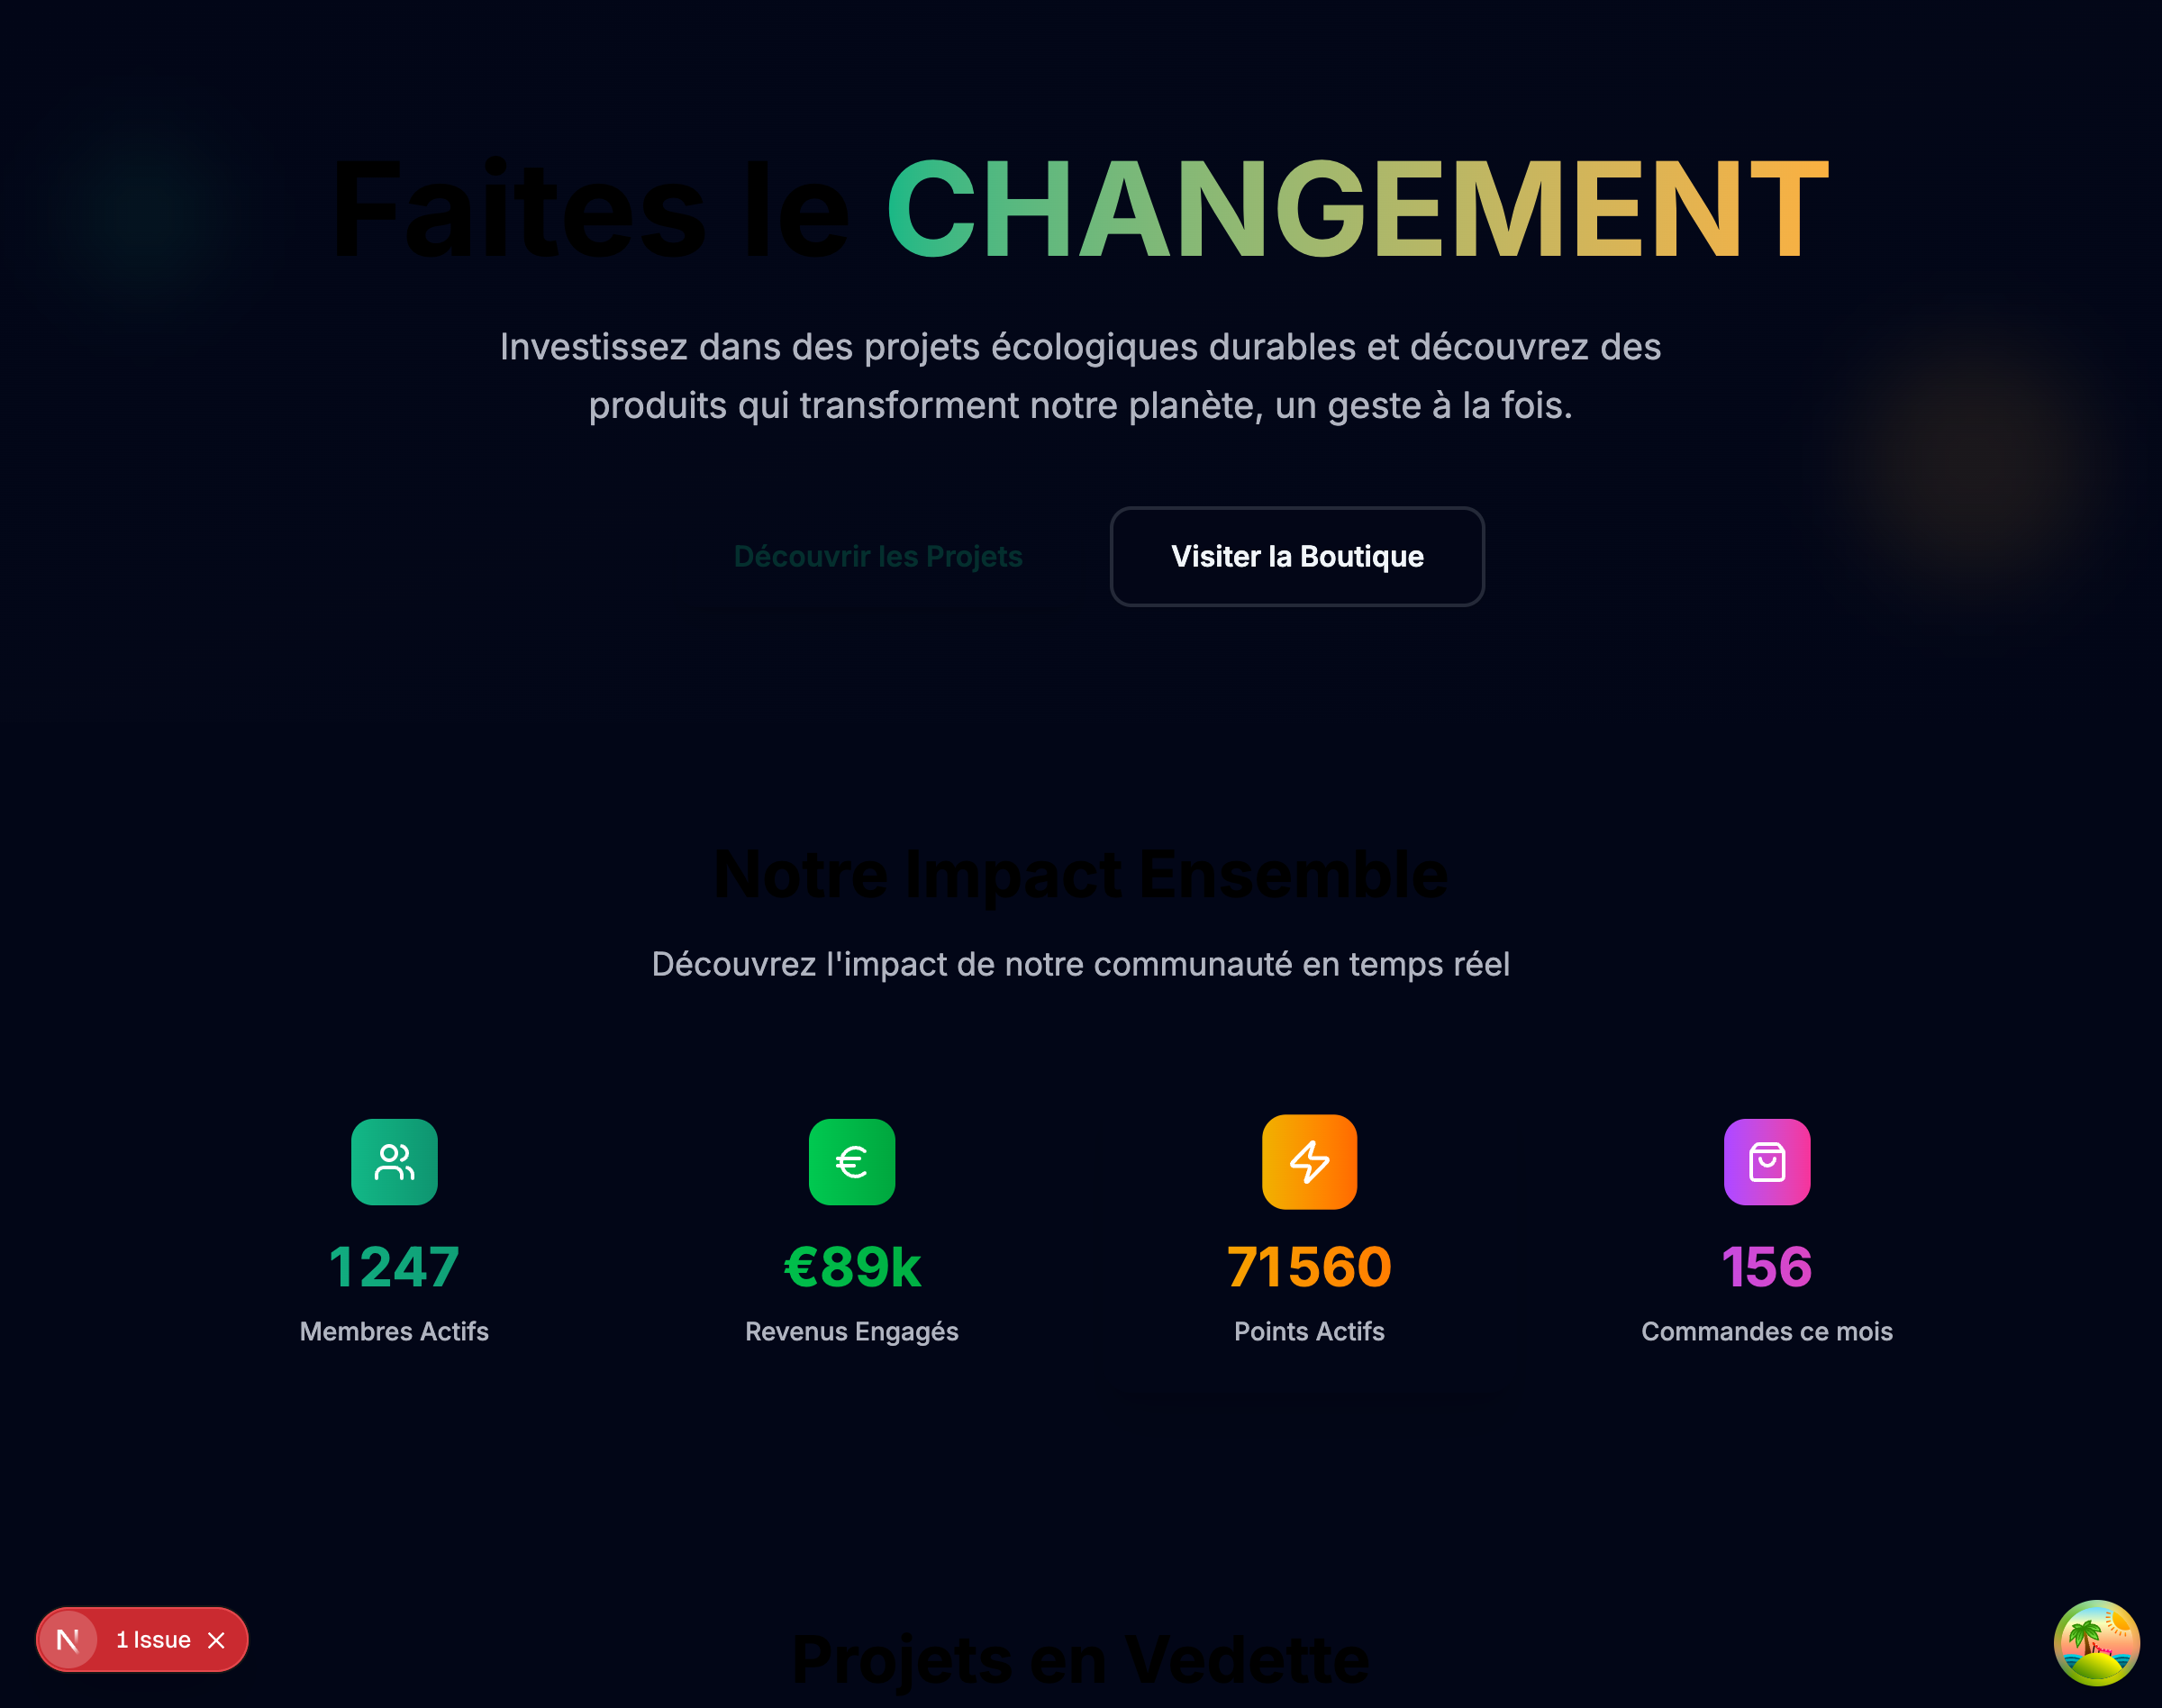 Faites le CHANGEMENT
Investissez dans des projets écologiques durables et découvrez des
produits qui transforment notre planète, un geste à la fois.
Découvrir les Projets
Visiter la Boutique
Notre Impact Ensemble
Découvrez l'impact de notre communauté en temps réel
1247
Membres Actifs
€89k
Revenus Engagés
71560
Points Actifs
156
Commandes ce mois
Projets en Vedette
N
1 Issue